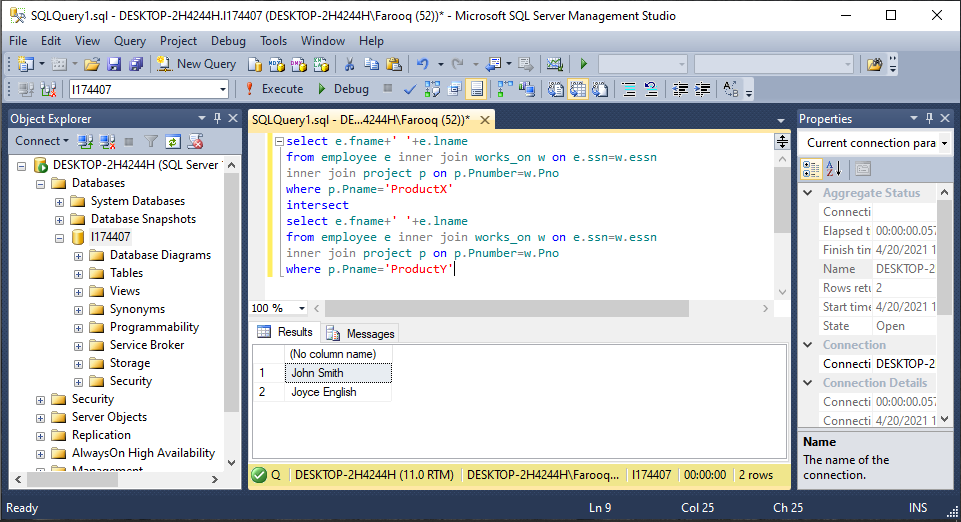 SQLQuery1.sql - DESKTOP-2H4244H.I174407 (DESKTOP-2H4244H\Farooq (52))* - Microsoft SQL Server Management Studio
File Edit View Query Project Debug Tools Window Help
New Query
I174407 Execute Debug
Object Explorer
Connect
DESKTOP-2H4244H (SQL Server
Databases
System Databases
Database Snapshots
I174407
Database Diagrams
Tables
Views
Synonyms
Programmability
Service Broker
Storage
Security
Security
Server Objects
Replication
AlwaysOn High Availability
Management
SQLQuery1.sql - DE...4244H\Farooq (52))*
select e.fname+' '+e.lname
from employee e inner join works_on w on e.ssn=w.essn
inner join project p on p.Pnumber=w.Pno
where p.Pname='ProductX'
intersect
select e.fname+' '+e.lname
from employee e inner join works_on w on e.ssn=w.essn
inner join project p on p.Pnumber=w.Pno
where p.Pname='ProductY'
100 %
Results Messages
(No column name)
1 John Smith
2 Joyce English
Q DESKTOP-2H4244H (11.0 RTM) DESKTOP-2H4244H\Farooq... I174407 00:00:00 2 rows
Properties
Current connection para
Aggregate Status
Connecti
Elapsed t 00:00:00.057
Finish tim 4/20/2021 1
Name DESKTOP-2
Rows retu 2
Start time 4/20/2021 1
State Open
Connection
Connecti DESKTOP-2
Connection Details
Connecti 00:00:00.057
Connecti 4/20/2021 1
Name
The name of the
connection.
Ready Ln 9 Col 25 Ch 25 INS